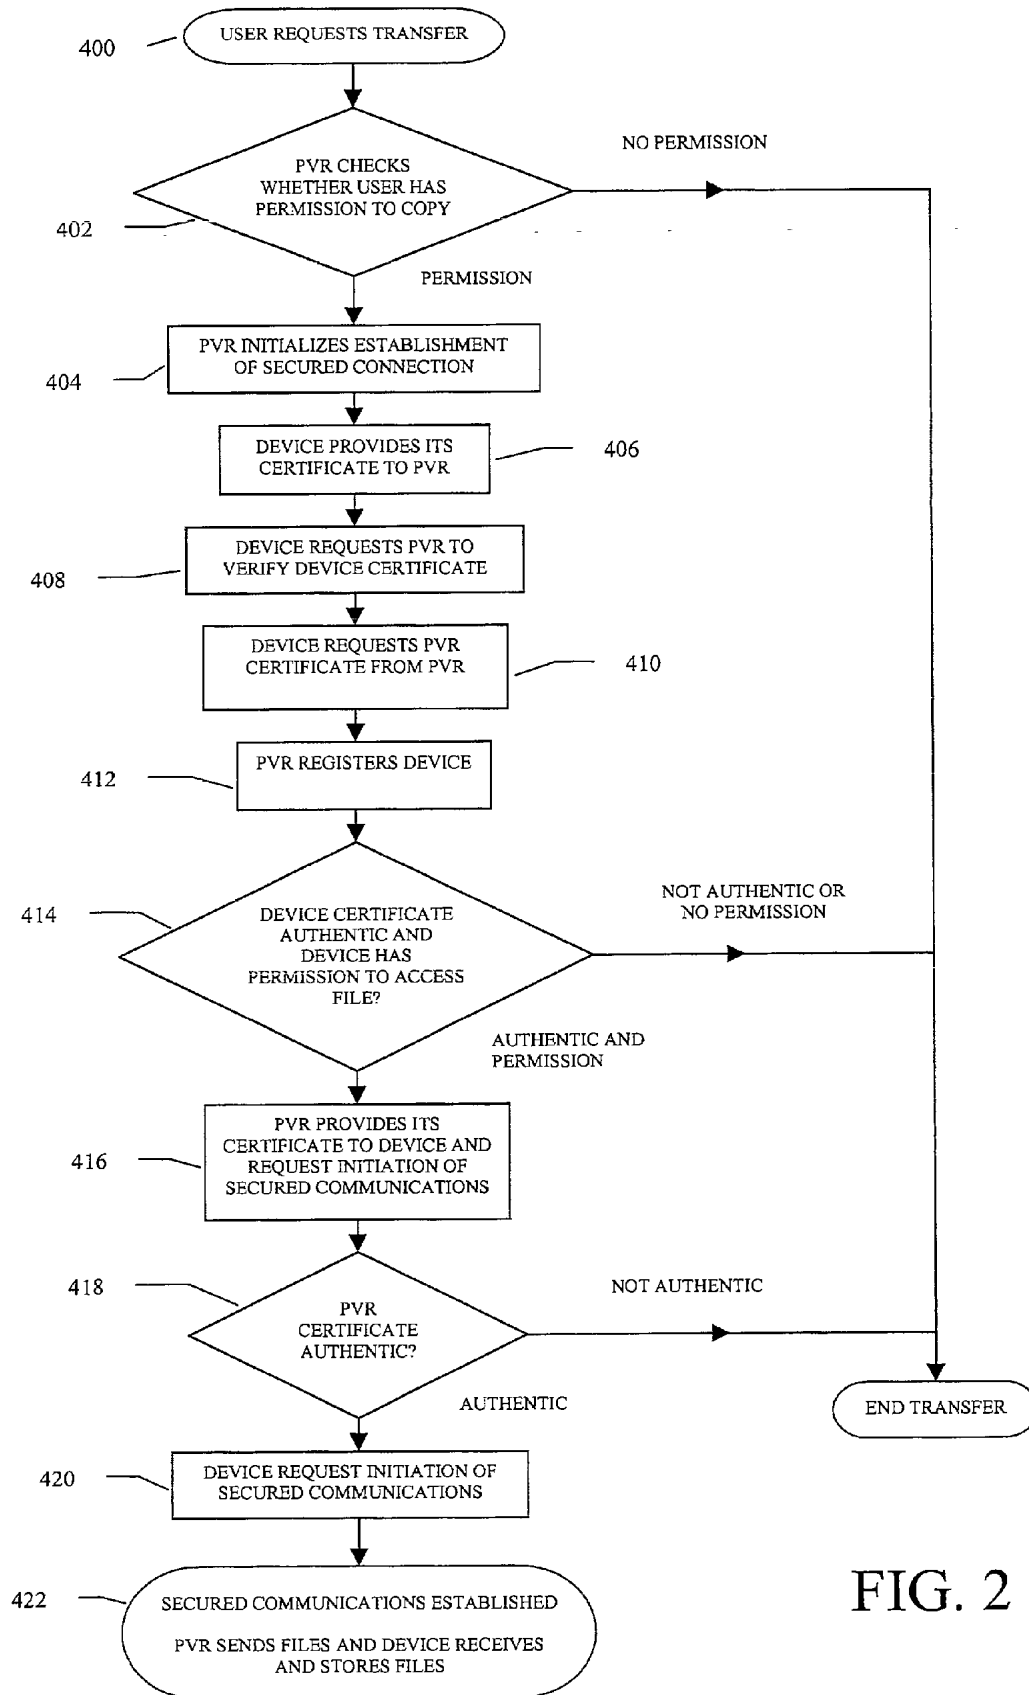 400
USER REQUESTS TRANSFER
NO PERMISSION
PVR CHECKS
WHETHER USER HAS
PERMISSION TO COPY
402
PERMISSION
PVR INITIALIZES ESTABLISHMENT
OF SECURED CONNECTION
404
DEVICE PROVIDES ITS
CERTIFICATE TO PVR
406
DEVICE REQUESTS PVR TO
VERIFY DEVICE CERTIFICATE
408
DEVICE REQUESTS PVR
CERTIFICATE FROM PVR
410
PVR REGISTERS DEVICE
412
NOT AUTHENTIC OR
NO PERMISSION
414
DEVICE CERTIFICATE
AUTHENTIC AND
DEVICE HAS
PERMISSION TO ACCESS
FILE?
AUTHENTIC AND
PERMISSION
PVR PROVIDES ITS
CERTIFICATE TO DEVICE AND
REQUEST INITIATION OF
SECURED COMMUNICATIONS
416
418
NOT AUTHENTIC
PVR
CERTIFICATE
AUTHENTIC?
AUTHENTIC
END TRANSFER
420
DEVICE REQUEST INITIATION OF
SECURED COMMUNICATIONS
422
SECURED COMMUNICATIONS ESTABLISHED
PVR SENDS FILES AND DEVICE RECEIVES
AND STORES FILES
FIG. 2